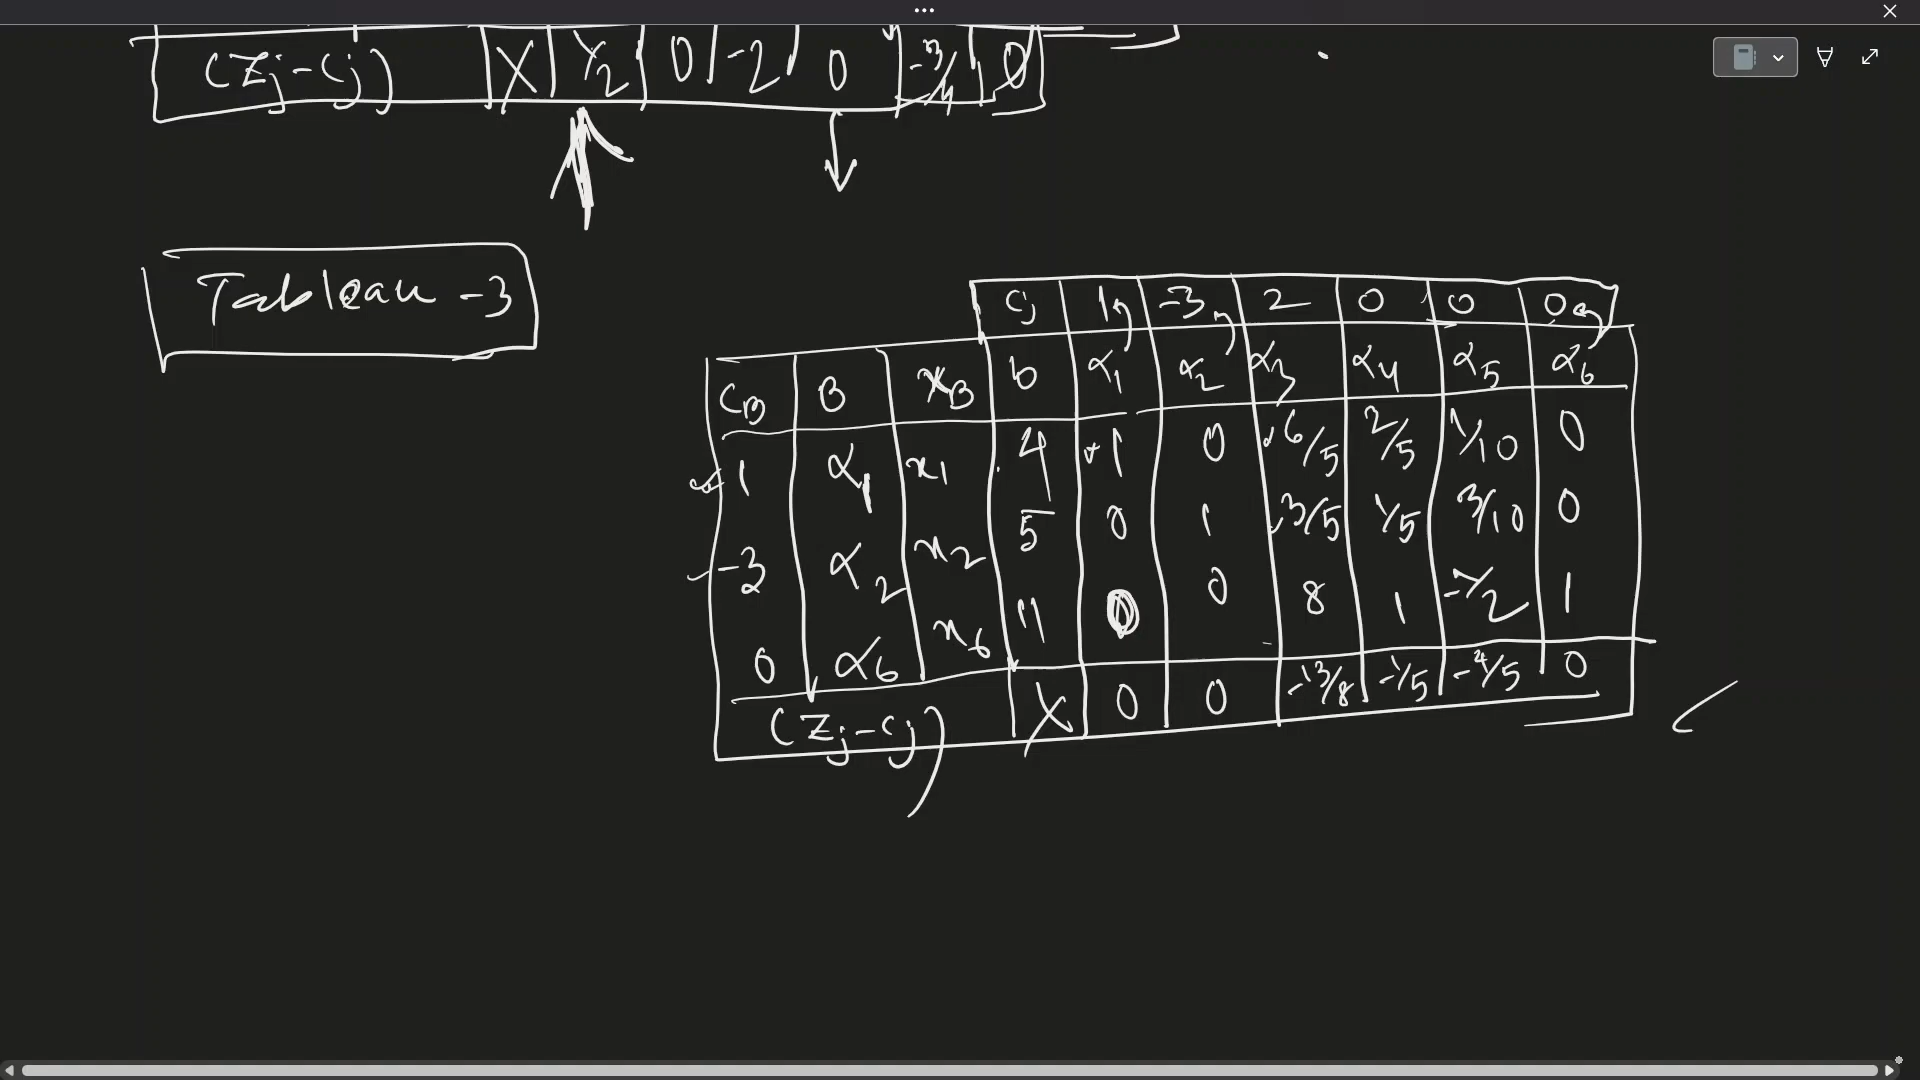 (Zj-Cj) X 1/2 0 -2 0 -3/4 0
Tableau -3
Cj 1 -3 2 0 0 0
CB B xB b α1 α2 α3 α4 α5 α6
1 α1 x1 4 1 0 6/5 2/5 1/10 0
-3 α2 x2 5 0 1 3/5 1/5 3/10 0
0 α6 x6 11 0 0 8 1 -1/2 1
(Zj-Cj) X 0 0 -13/8 -1/5 -4/5 0